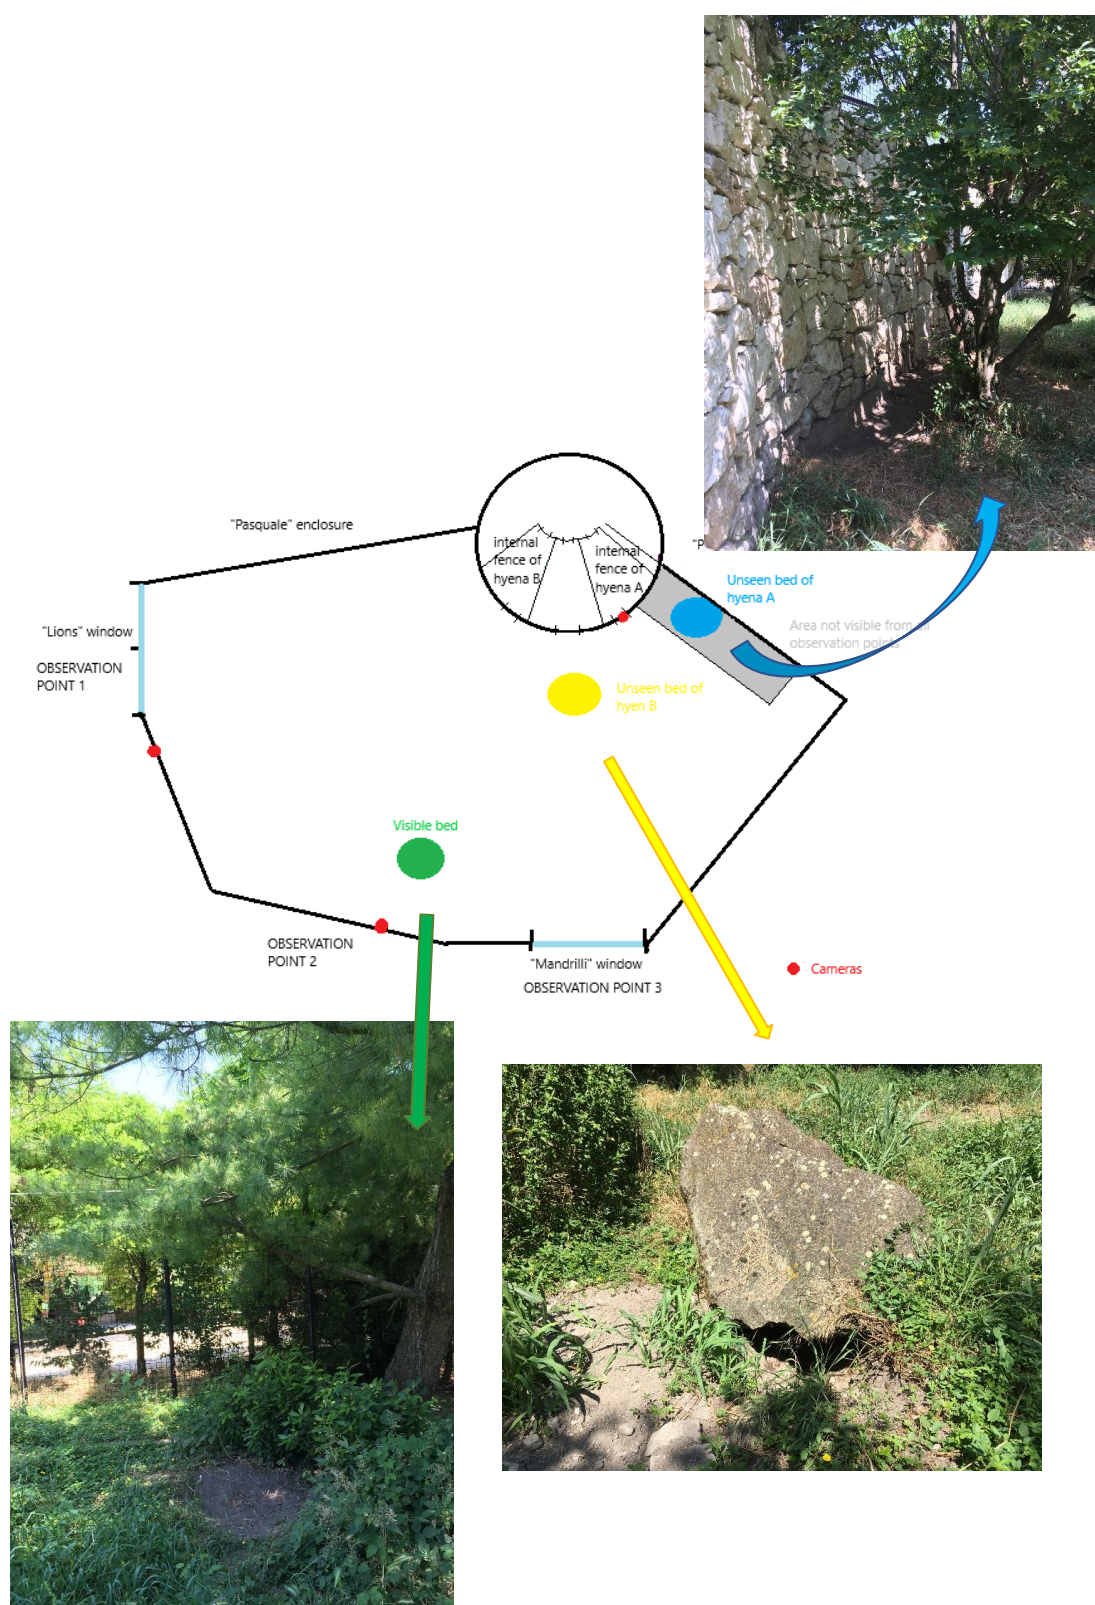 "Pasquale" enclosure
"P
internal
fence of
hyena B
internal
fence of
hyena A
Unseen bed of
hyena A
"Lions" window
OBSERVATION
POINT 1
Area not visible from all
observation points
Unseen bed of
hyen B
Visible bed
OBSERVATION
POINT 2
"Mandrilli" window
OBSERVATION POINT 3
Cameras